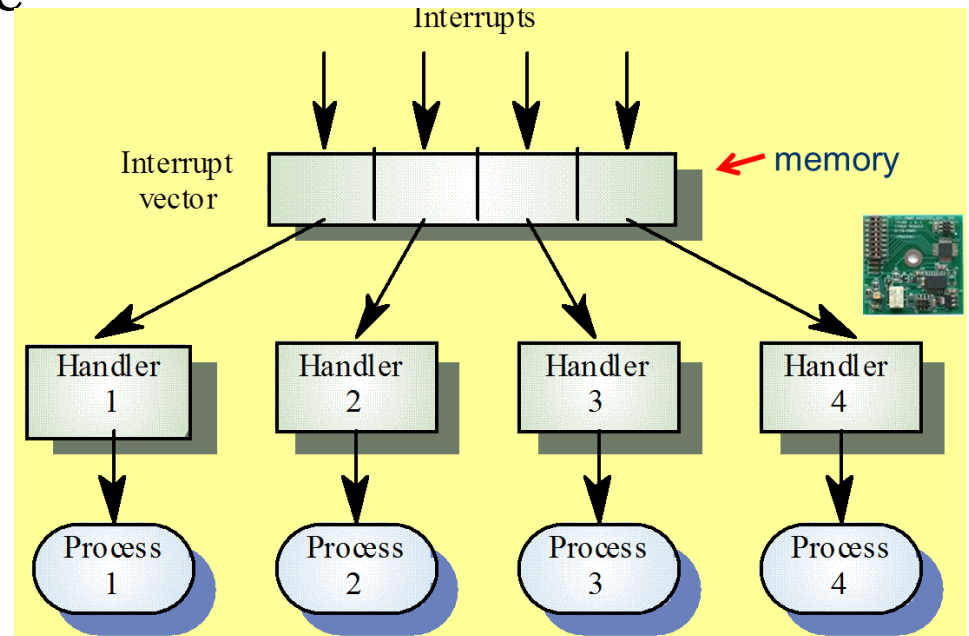 Interrupts
Interrupt
vector
memory
Handler
1
Handler
2
Handler
3
Handler
4
Process
1
Process
2
Process
3
Process
4